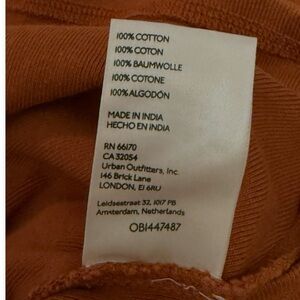 100% COTTON
100% COTON
100% BAUMWOLLE
100% COTONE
100% ALGODÓN
MADE IN INDIA
HECHO EN INDIA
RN 66170
CA 32054
Urban Outfitters, Inc.
146 Brick Lane
LONDON, E1 6RU
Leidsestraat 32, 1017 PB
Amsterdam, Netherlands
OB1447487